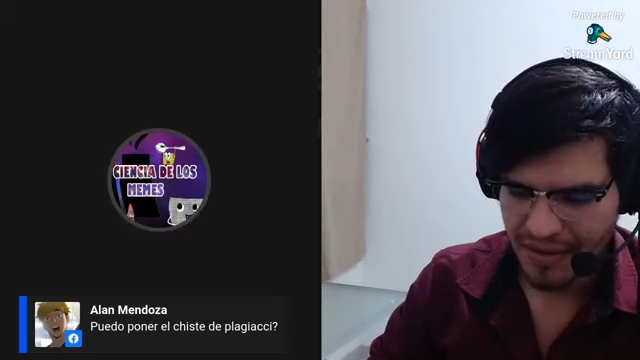 Powered by
StreamYard
CIENCIA DE LOS
MEMES
Alan Mendoza
Puedo poner el chiste de plagiacci?